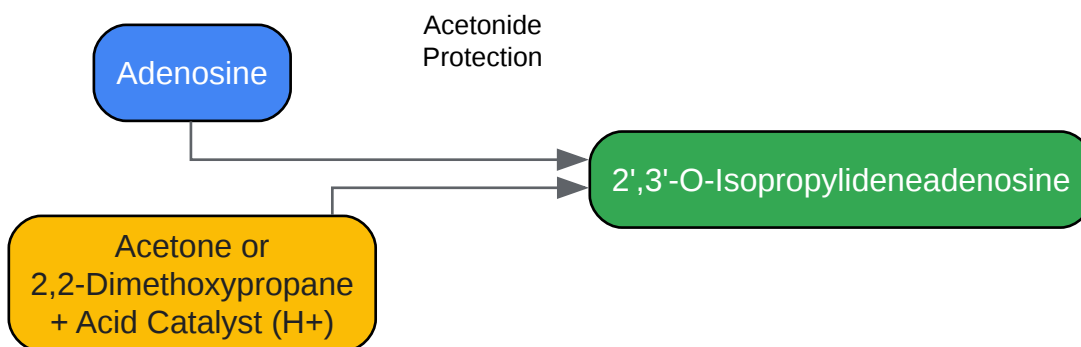 Acetonide
Protection
Adenosine
2',3'-O-Isopropylideneadenosine
Acetone or
2,2-Dimethoxypropane
+ Acid Catalyst (H+)